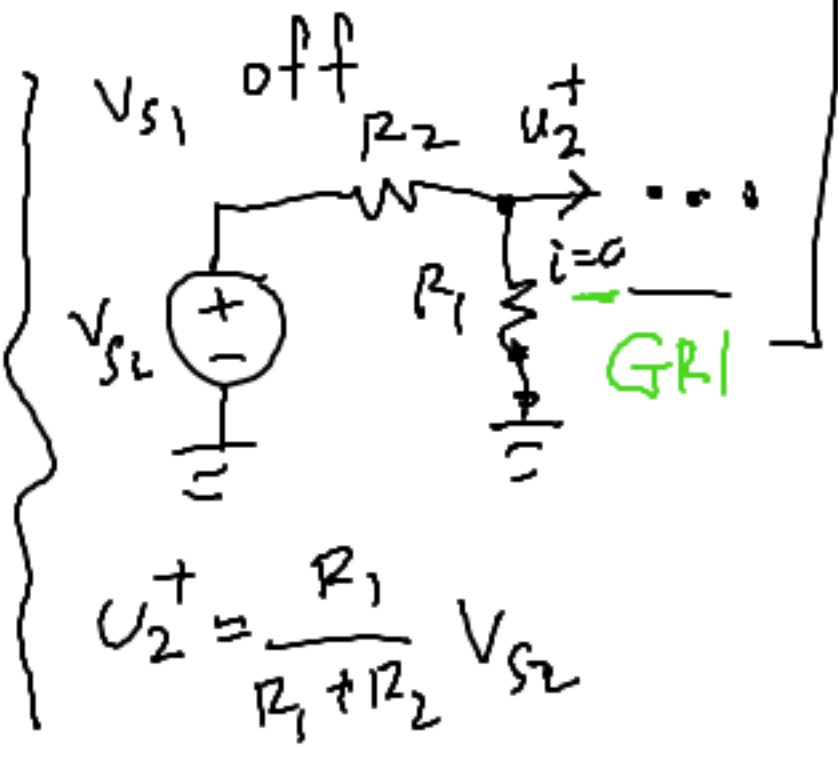 Vs1 off
R2 u2+
i=0
R1
+
Vs2
−
GR1
U2+ = R1 / (R1 + R2) Vs2